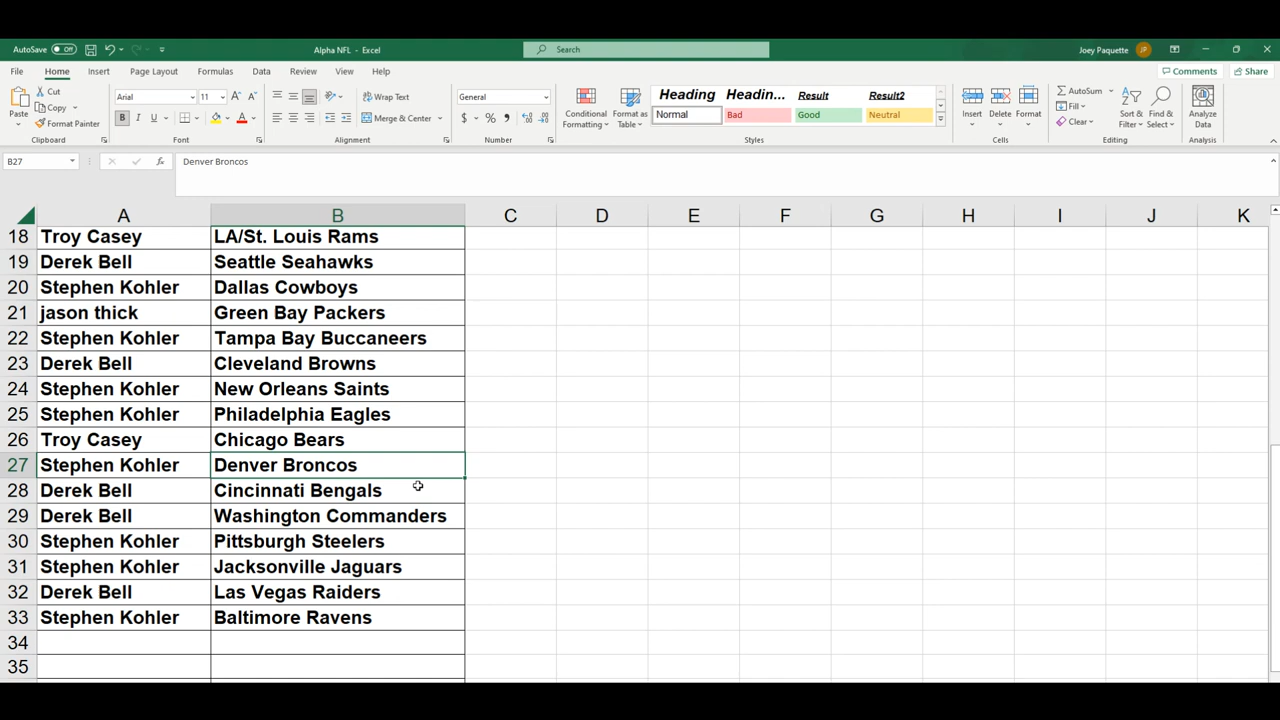 AutoSave Off Alpha NFL - Excel Search Joey Paquette JP
File Home Insert Page Layout Formulas Data Review View Help Comments Share
Cut Arial 11 Wrap Text General Heading Headin... Result Result2 AutoSum
Paste Copy Conditional Formatting Format as Table Insert Delete Format Fill Sort & Filter Find & Select Analyze Data
Format Painter B I U Merge & Center $ % Normal Bad Good Neutral Clear
Clipboard Font Alignment Number Styles Cells Editing Analysis
B27 fx Denver Broncos
A B C D E F G H I J K
18 Troy Casey LA/St. Louis Rams
19 Derek Bell Seattle Seahawks
20 Stephen Kohler Dallas Cowboys
21 jason thick Green Bay Packers
22 Stephen Kohler Tampa Bay Buccaneers
23 Derek Bell Cleveland Browns
24 Stephen Kohler New Orleans Saints
25 Stephen Kohler Philadelphia Eagles
26 Troy Casey Chicago Bears
27 Stephen Kohler Denver Broncos
28 Derek Bell Cincinnati Bengals
29 Derek Bell Washington Commanders
30 Stephen Kohler Pittsburgh Steelers
31 Stephen Kohler Jacksonville Jaguars
32 Derek Bell Las Vegas Raiders
33 Stephen Kohler Baltimore Ravens
34
35